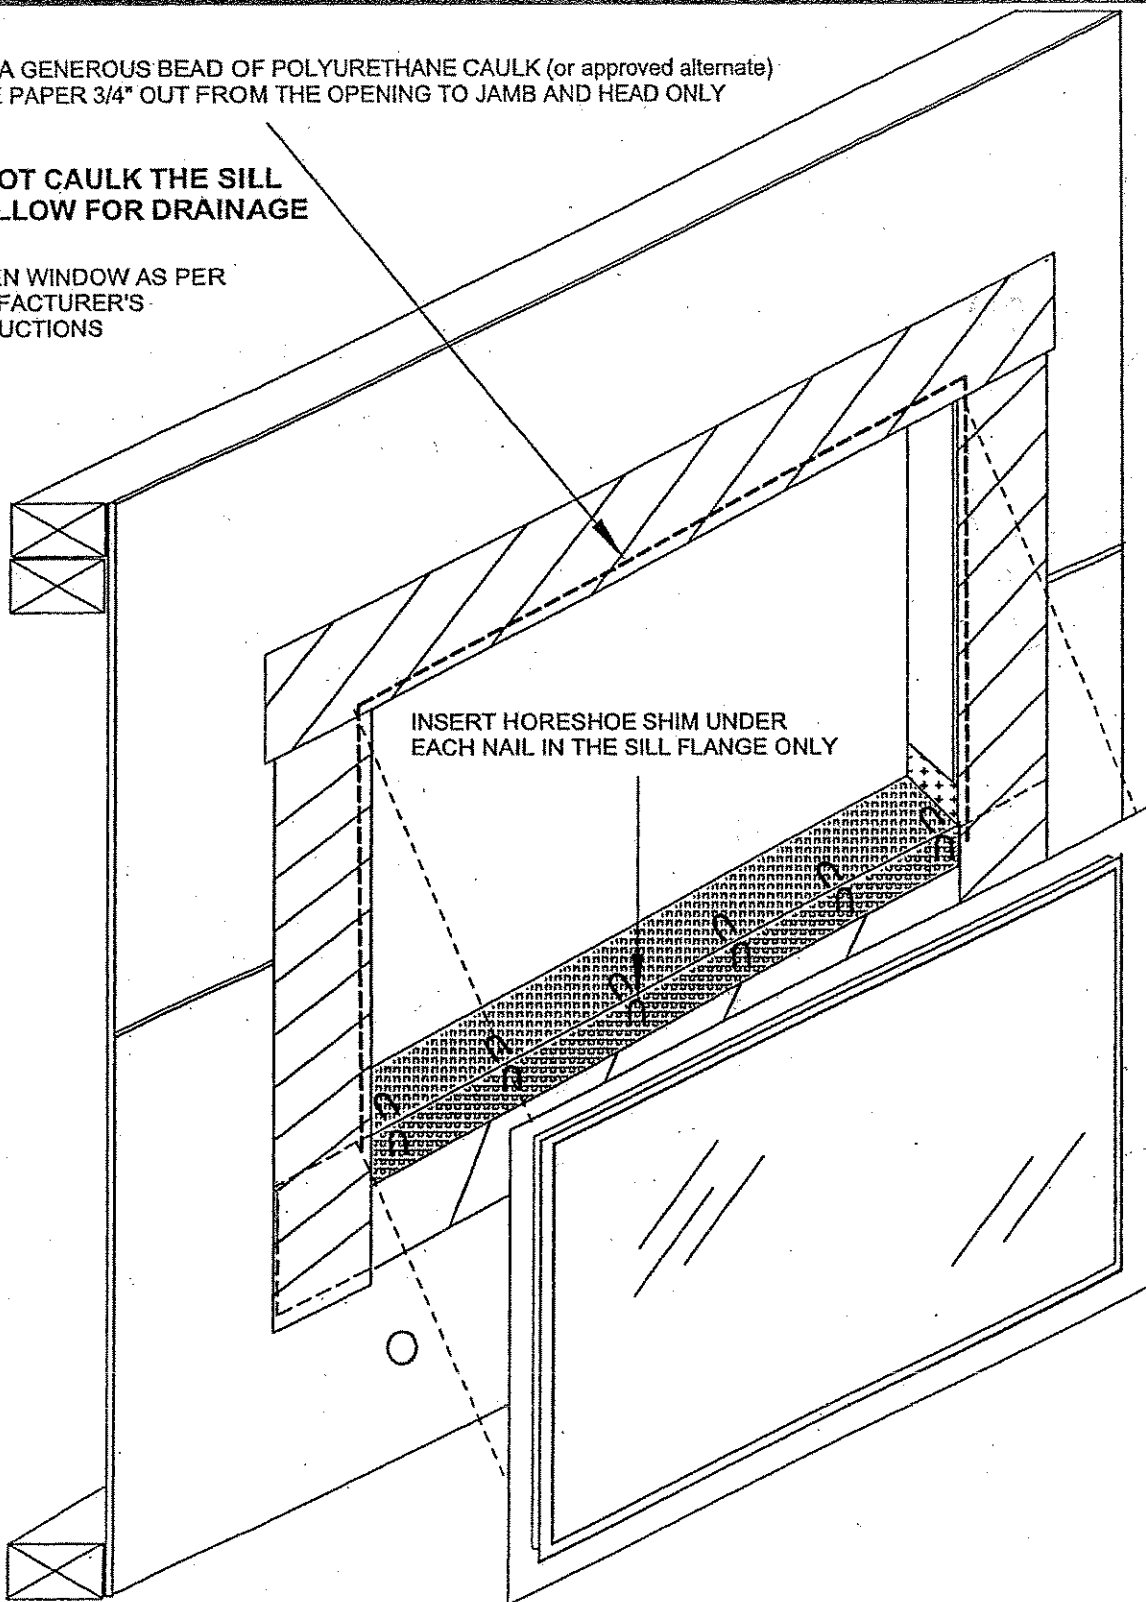 A GENEROUS BEAD OF POLYURETHANE CAULK (or approved alternate)
E PAPER 3/4" OUT FROM THE OPENING TO JAMB AND HEAD ONLY
OT CAULK THE SILL
LLOW FOR DRAINAGE
EN WINDOW AS PER
FACTURER'S
UCTIONS
INSERT HORESHOE SHIM UNDER
EACH NAIL IN THE SILL FLANGE ONLY